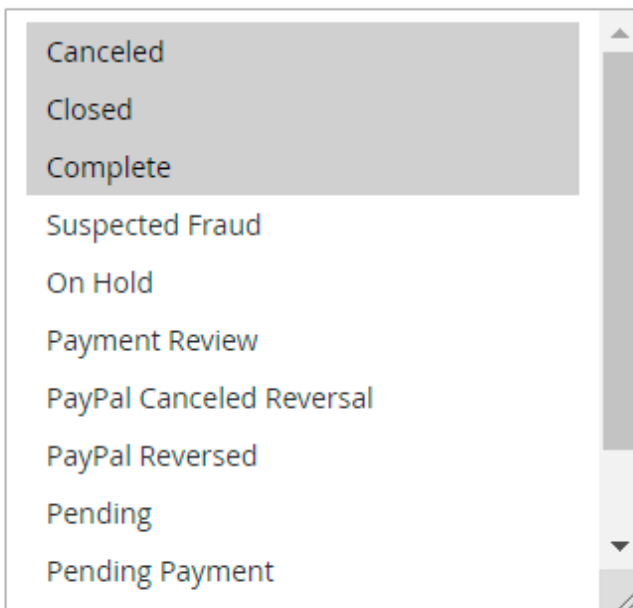 Canceled
Closed
Complete
Suspected Fraud
On Hold
Payment Review
PayPal Canceled Reversal
PayPal Reversed
Pending
Pending Payment